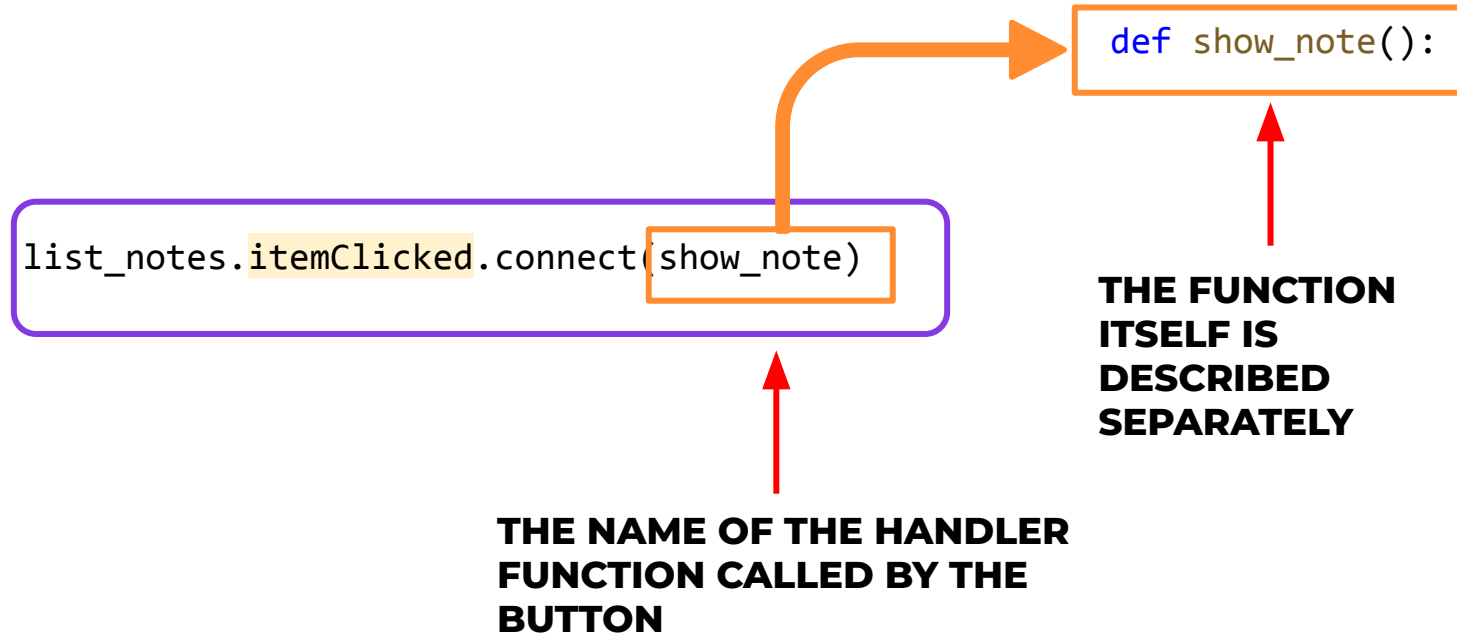 def show_note():
list_notes.itemClicked.connect(show_note)
THE FUNCTION
ITSELF IS
DESCRIBED
SEPARATELY
THE NAME OF THE HANDLER
FUNCTION CALLED BY THE
BUTTON